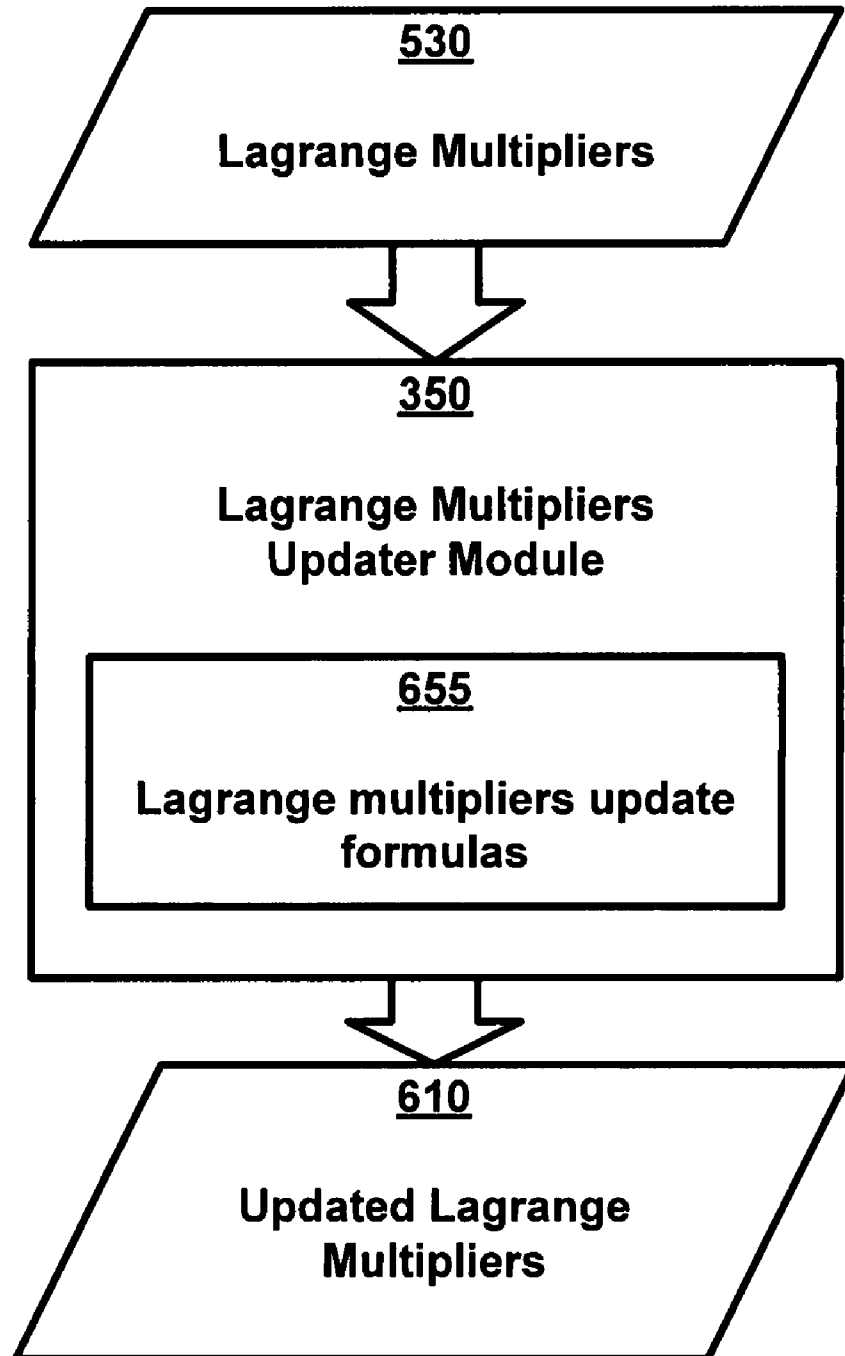 530
Lagrange Multipliers
350
Lagrange Multipliers
Updater Module
655
Lagrange multipliers update
formulas
610
Updated Lagrange
Multipliers